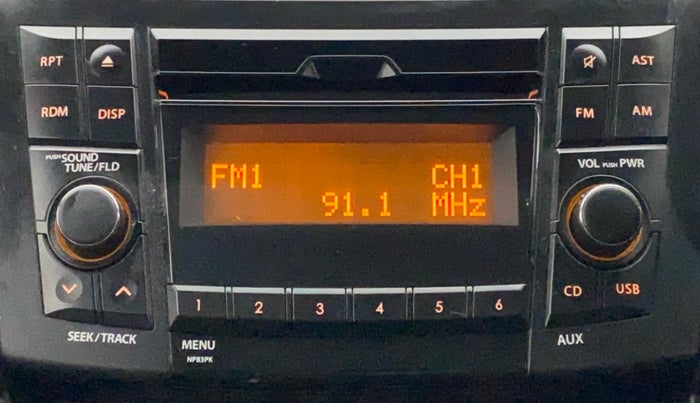 RPT
AST
RDM
DISP
FM
AM
PUSH SOUND
TUNE/FLD
VOL PUSH PWR
FM1 CH1
91.1 MHz
CD
USB
1 2 3 4 5 6
SEEK/TRACK
MENU
NP83PK
AUX